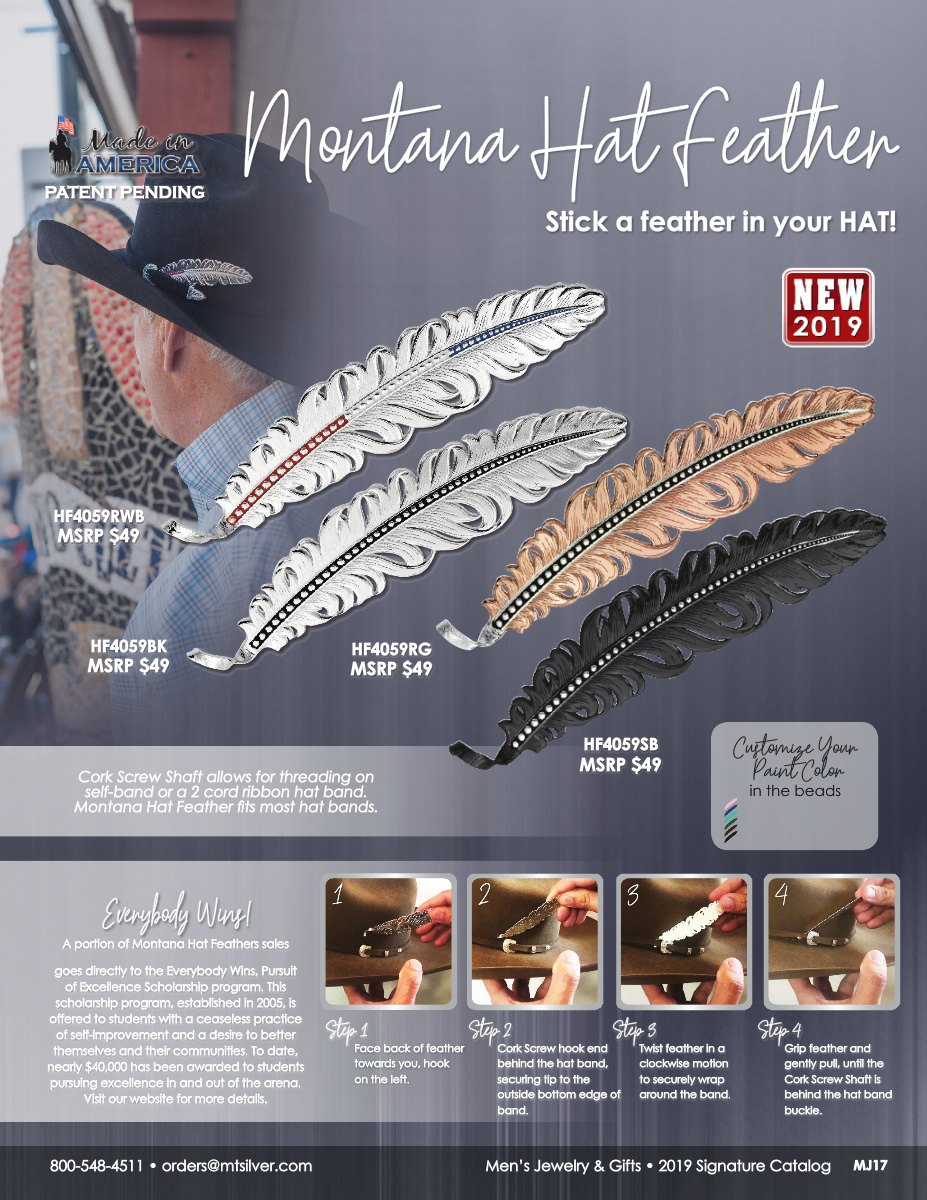 Made in
AMERICA
PATENT PENDING
Montana Hat Feather
Stick a feather in your HAT!
NEW
2019
HF4059RWB
MSRP $49
HF4059BK
MSRP $49
HF4059RG
MSRP $49
HF4059SB
MSRP $49
Customize Your
Paint Color
in the beads
Cork Screw Shaft allows for threading on
self-band or a 2 cord ribbon hat band.
Montana Hat Feather fits most hat bands.
Everybody Wins!
A portion of Montana Hat Feathers sales
goes directly to the Everybody Wins, Pursuit
of Excellence Scholarship program. This
scholarship program, established in 2005, is
offered to students with a ceaseless practice
of self-improvement and a desire to better
themselves and their communities. To date,
nearly $40,000 has been awarded to students
pursuing excellence in and out of the arena.
Visit our website for more details.
1
2
3
4
Step 1
Face back of feather
towards you, hook
on the left.
Step 2
Cork Screw hook end
behind the hat band,
securing tip to the
outside bottom edge of
band.
Step 3
Twist feather in a
clockwise motion
to securely wrap
around the band.
Step 4
Grip feather and
gently pull, until the
Cork Screw Shaft is
behind the hat band
buckle.
800-548-4511 • orders@mtsilver.com
Men's Jewelry & Gifts • 2019 Signature Catalog MJ17